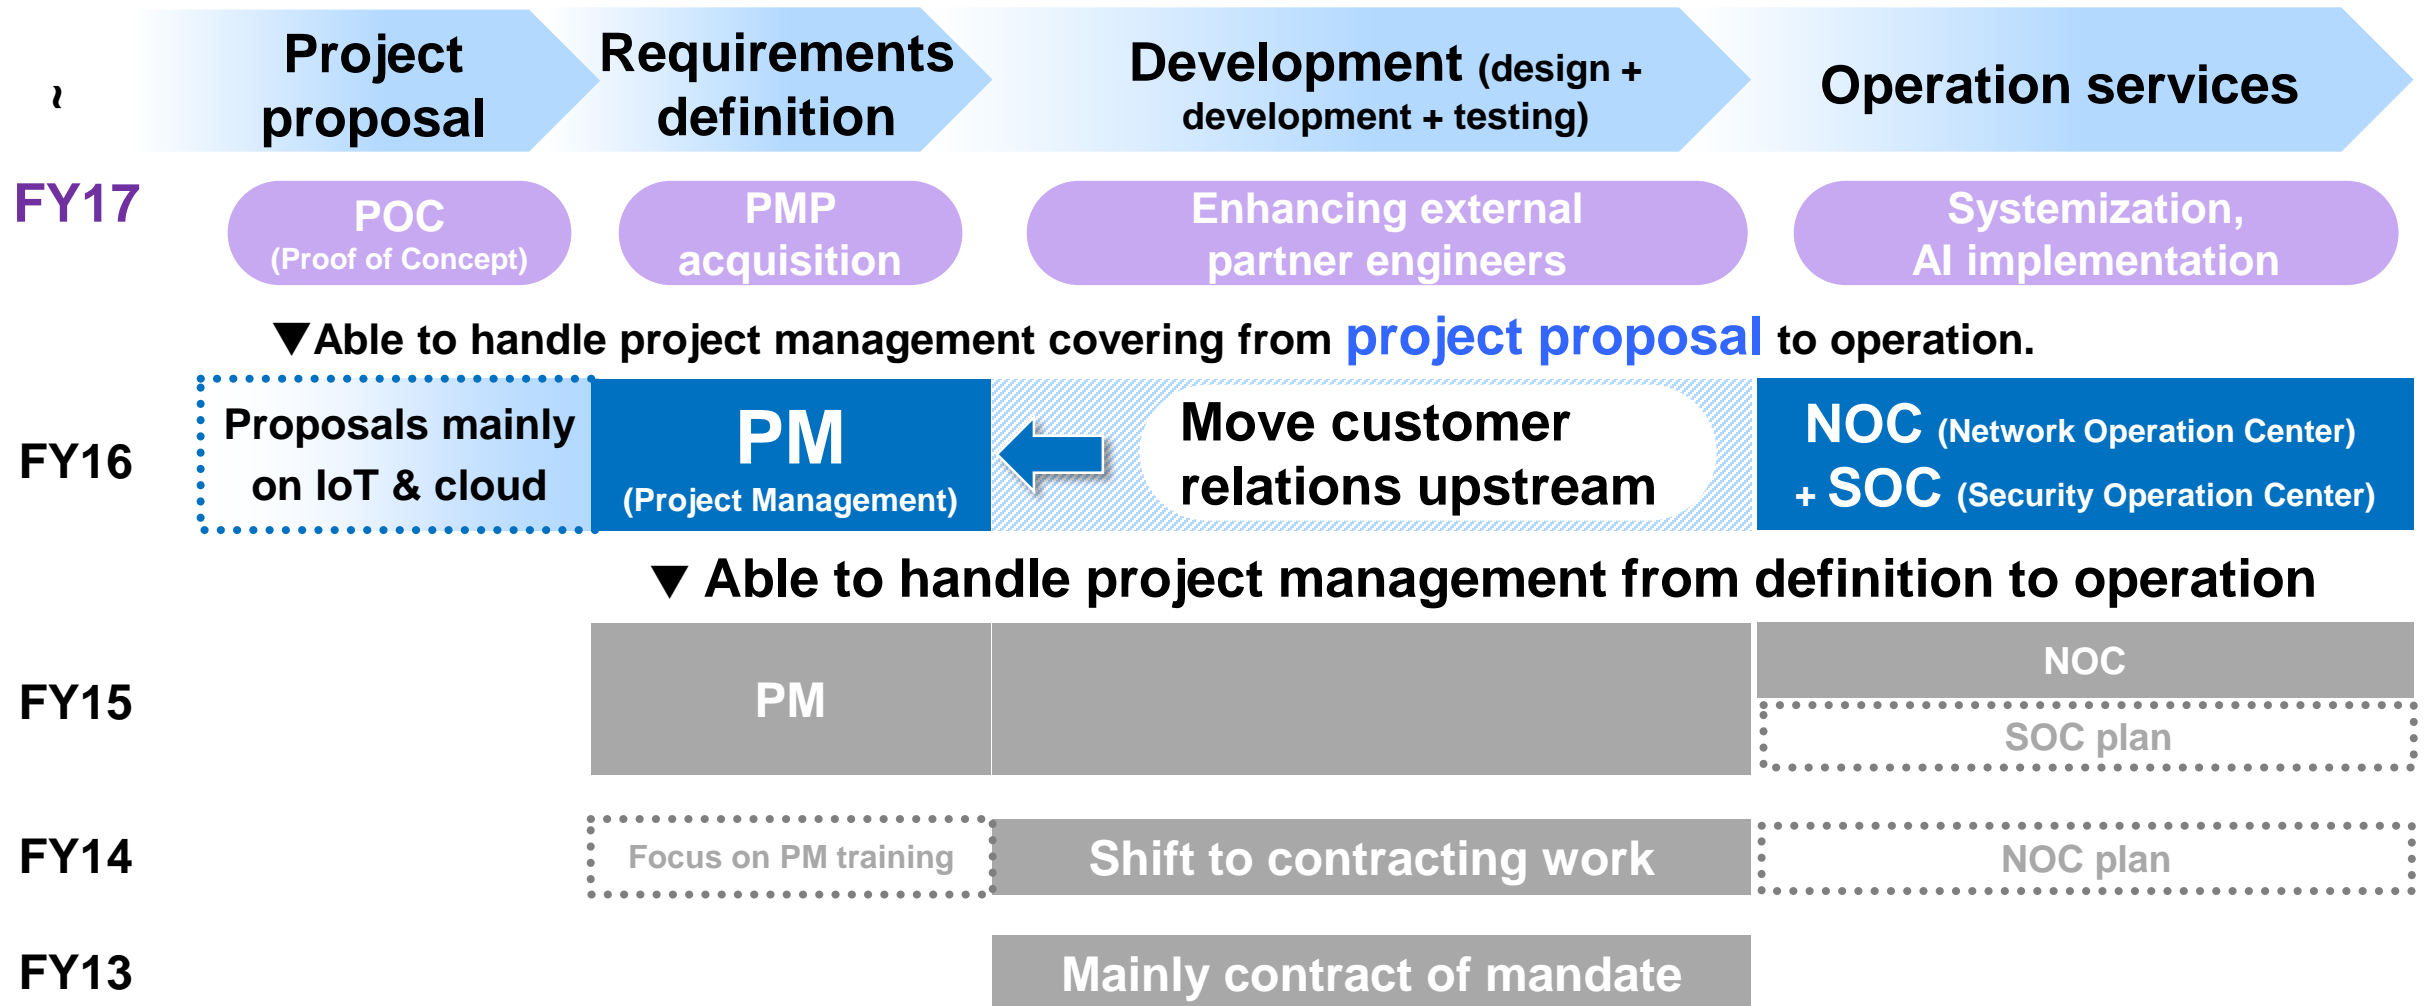 Project
proposal
Requirements
definition
Development (design +
development + testing)
Operation services
~
FY17
POC
(Proof of Concept)
PMP
acquisition
Enhancing external
partner engineers
Systemization,
AI implementation
▼Able to handle project management covering from project proposal to operation.
FY16
Proposals mainly
on IoT & cloud
PM
(Project Management)
Move customer
relations upstream
NOC (Network Operation Center)
+ SOC (Security Operation Center)
▼ Able to handle project management from definition to operation
FY15
PM
NOC
SOC plan
FY14
Focus on PM training
Shift to contracting work
NOC plan
FY13
Mainly contract of mandate